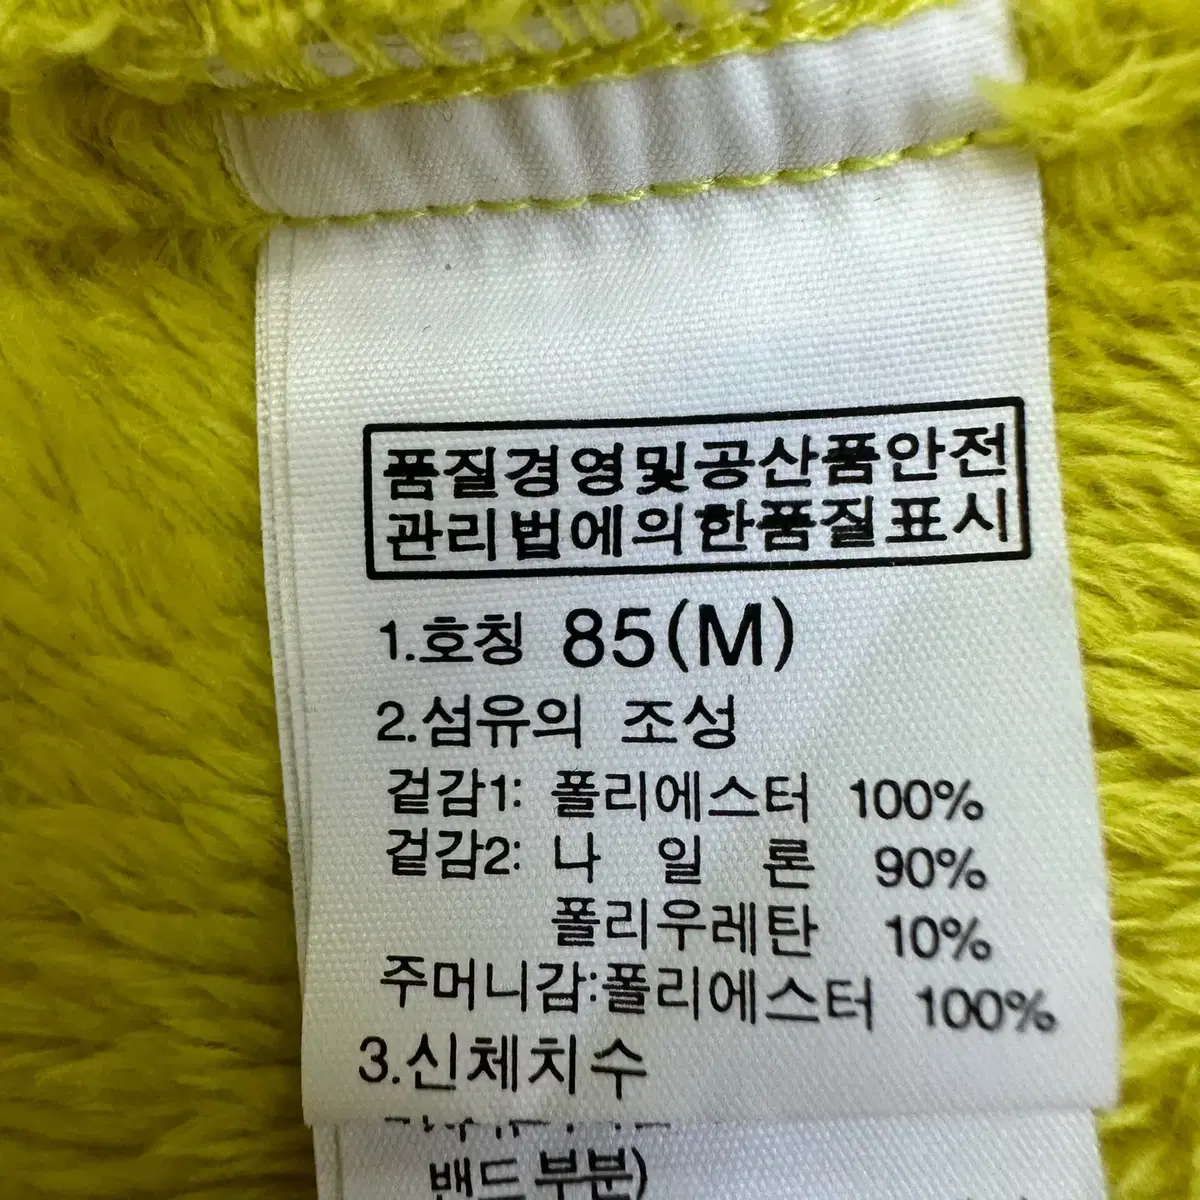 품질경영및공산품안전
관리법에의한품질표시
1.호칭 85(M)
2.섬유의 조성
겉감1: 폴리에스터 100%
겉감2: 나 일 론 90%
폴리우레탄 10%
주머니감:폴리에스터 100%
3.신체치수
밴드부분)